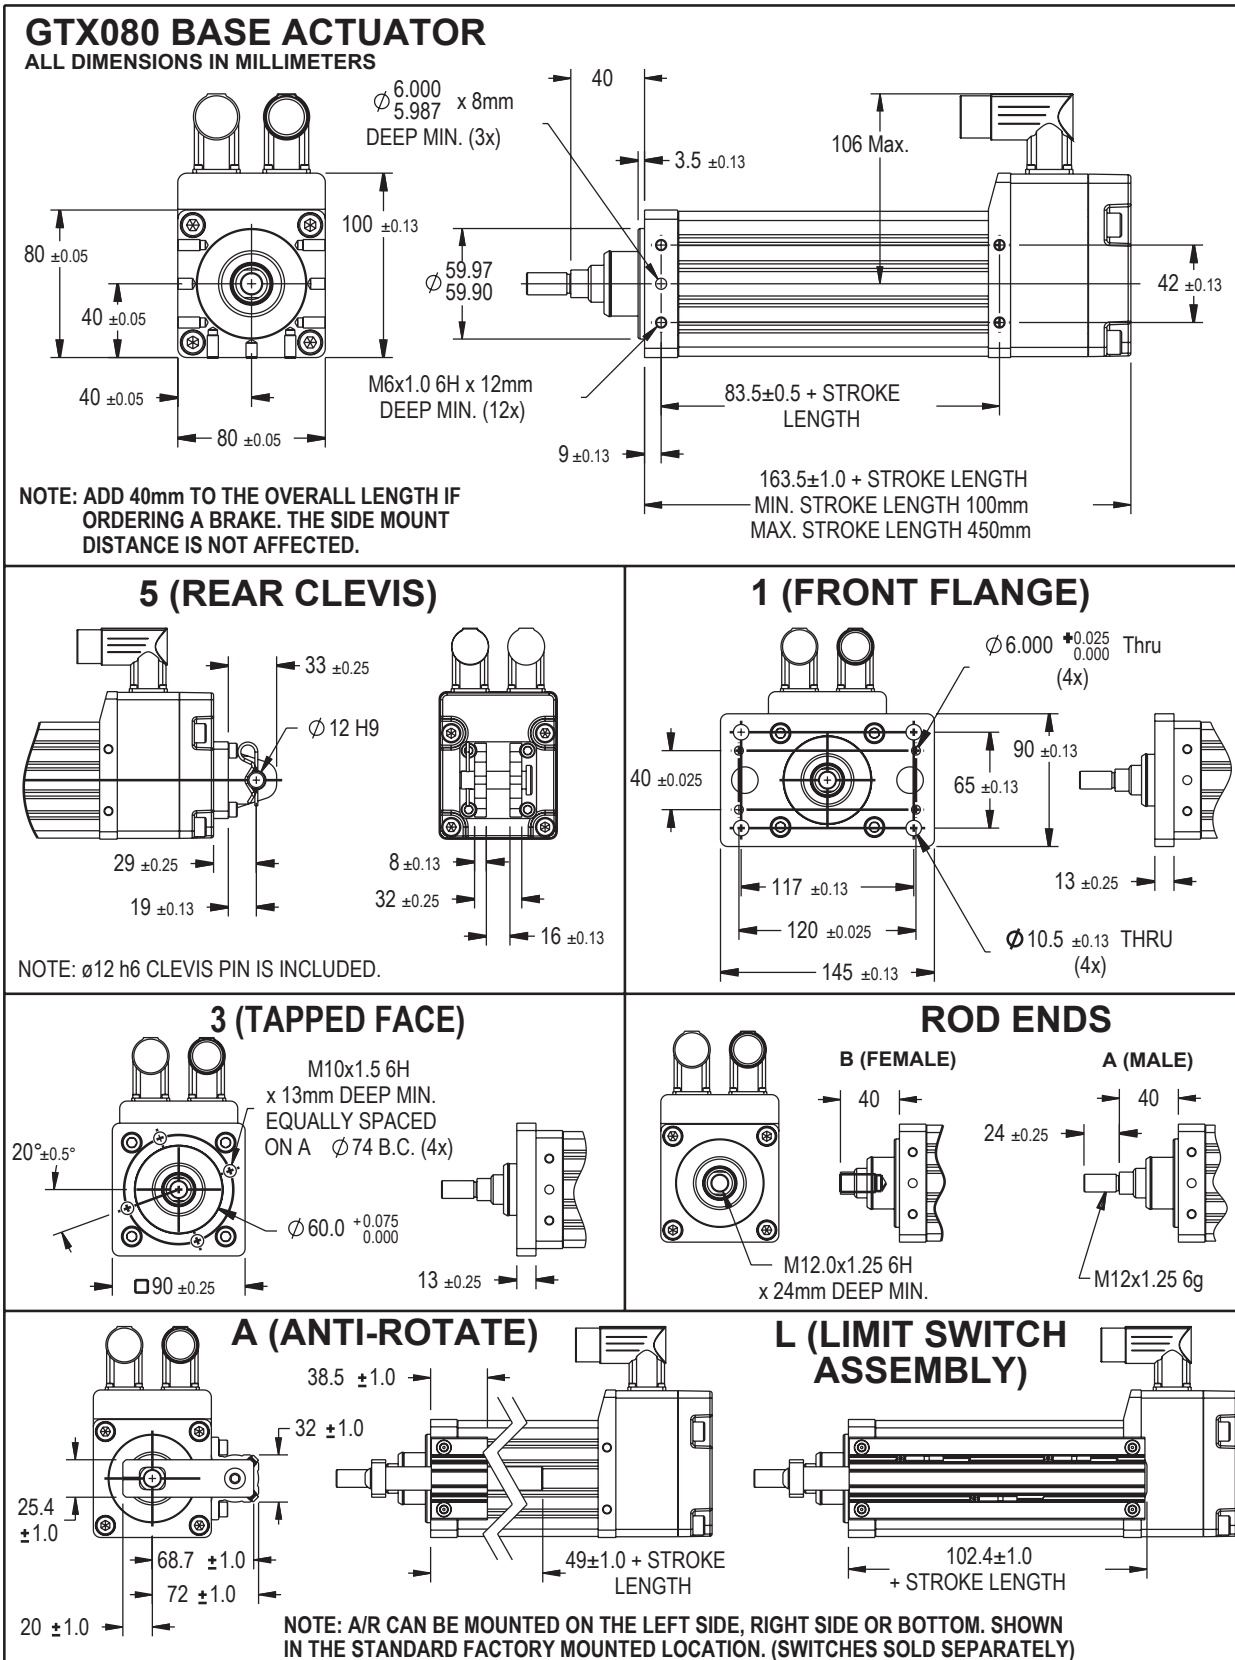 GTX080 BASE ACTUATOR
ALL DIMENSIONS IN MILLIMETERS
40
Ø 6.000
5.987 x 8mm
DEEP MIN. (3x)
106 Max.
3.5 ±0.13
100 ±0.13
80 ±0.05
Ø 59.97
59.90
42 ±0.13
40 ±0.05
40 ±0.05
M6x1.0 6H x 12mm
DEEP MIN. (12x)
83.5±0.5 + STROKE
LENGTH
80 ±0.05
9 ±0.13
163.5±1.0 + STROKE LENGTH
MIN. STROKE LENGTH 100mm
MAX. STROKE LENGTH 450mm
NOTE: ADD 40mm TO THE OVERALL LENGTH IF
ORDERING A BRAKE. THE SIDE MOUNT
DISTANCE IS NOT AFFECTED.
5 (REAR CLEVIS)
33 ±0.25
Ø 12 H9
29 ±0.25
8 ±0.13
32 ±0.25
19 ±0.13
16 ±0.13
NOTE: ø12 h6 CLEVIS PIN IS INCLUDED.
1 (FRONT FLANGE)
Ø 6.000 +0.025
0.000 Thru
(4x)
90 ±0.13
40 ±0.025
65 ±0.13
117 ±0.13
13 ±0.25
120 ±0.025
Ø 10.5 ±0.13 THRU
(4x)
145 ±0.13
3 (TAPPED FACE)
M10x1.5 6H
x 13mm DEEP MIN.
EQUALLY SPACED
ON A Ø 74 B.C. (4x)
20°±0.5°
Ø 60.0 +0.075
0.000
□ 90 ±0.25
13 ±0.25
ROD ENDS
B (FEMALE)
A (MALE)
40
40
24 ±0.25
M12.0x1.25 6H
x 24mm DEEP MIN.
M12x1.25 6g
A (ANTI-ROTATE)
38.5 ±1.0
32 ±1.0
25.4
±1.0
68.7 ±1.0
72 ±1.0
20 ±1.0
49±1.0 + STROKE
LENGTH
L (LIMIT SWITCH
ASSEMBLY)
102.4±1.0
+ STROKE LENGTH
NOTE: A/R CAN BE MOUNTED ON THE LEFT SIDE, RIGHT SIDE OR BOTTOM. SHOWN
IN THE STANDARD FACTORY MOUNTED LOCATION. (SWITCHES SOLD SEPARATELY)